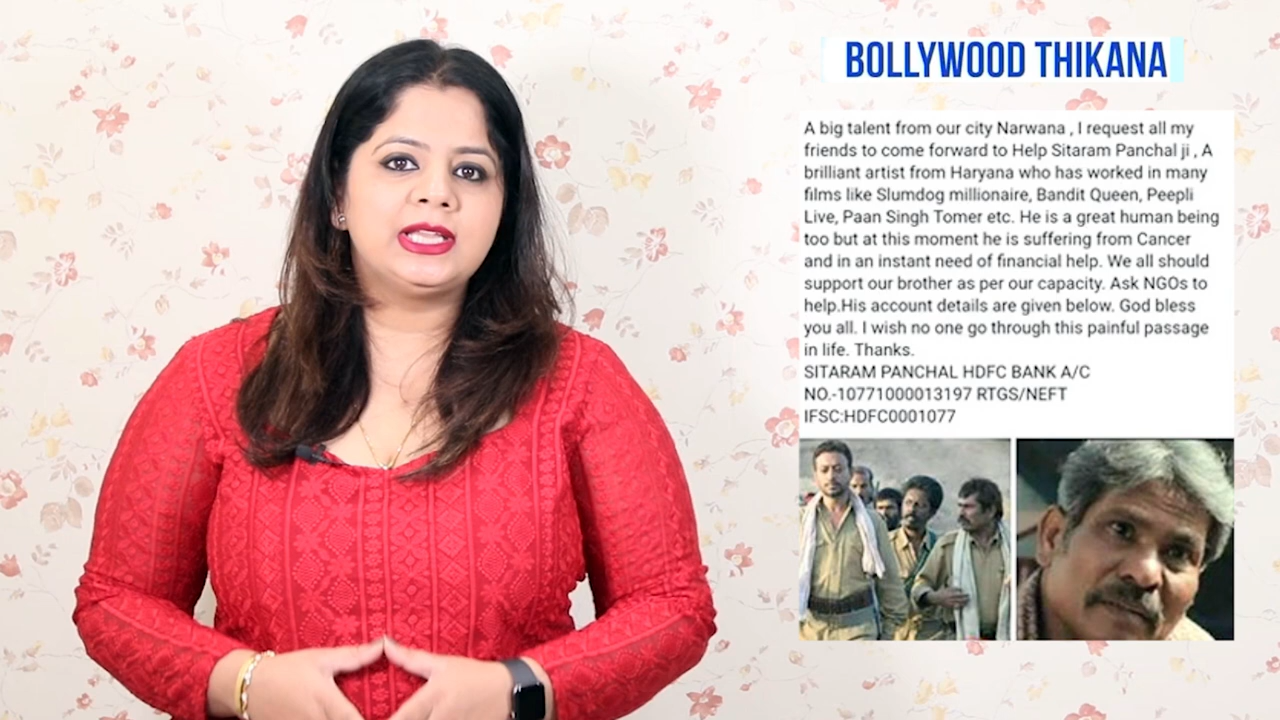 BOLLYWOOD THIKANA
A big talent from our city Narwana , I request all my
friends to come forward to Help Sitaram Panchal ji , A
brilliant artist from Haryana who has worked in many
films like Slumdog millionaire, Bandit Queen, Peepli
Live, Paan Singh Tomer etc. He is a great human being
too but at this moment he is suffering from Cancer
and in an instant need of financial help. We all should
support our brother as per our capacity. Ask NGOs to
help.His account details are given below. God bless
you all. I wish no one go through this painful passage
in life. Thanks.
SITARAM PANCHAL HDFC BANK A/C
NO.-10771000013197 RTGS/NEFT
IFSC:HDFC0001077